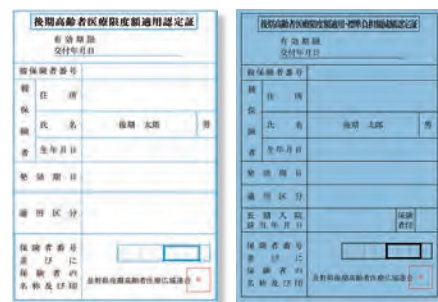 後期高齢者医療限度額適用認定証
有効期限
交付年月日
被保険者番号
被保険者
住所
氏名 後期 太郎 男
生年月日
発効期日
適用区分
保険者番号
並びに
保険者の
名称及び印
長野県後期高齢者医療広域連合
後期高齢者医療限度額適用・標準負担額減額認定証
有効期限
交付年月日
被保険者番号
被保険者
住所
氏名 後期 太郎 男
生年月日
発効期日
適用区分
長期入院
該当年月日
保険者印
保険者番号
並びに
保険者の
名称及び印
長野県後期高齢者医療広域連合